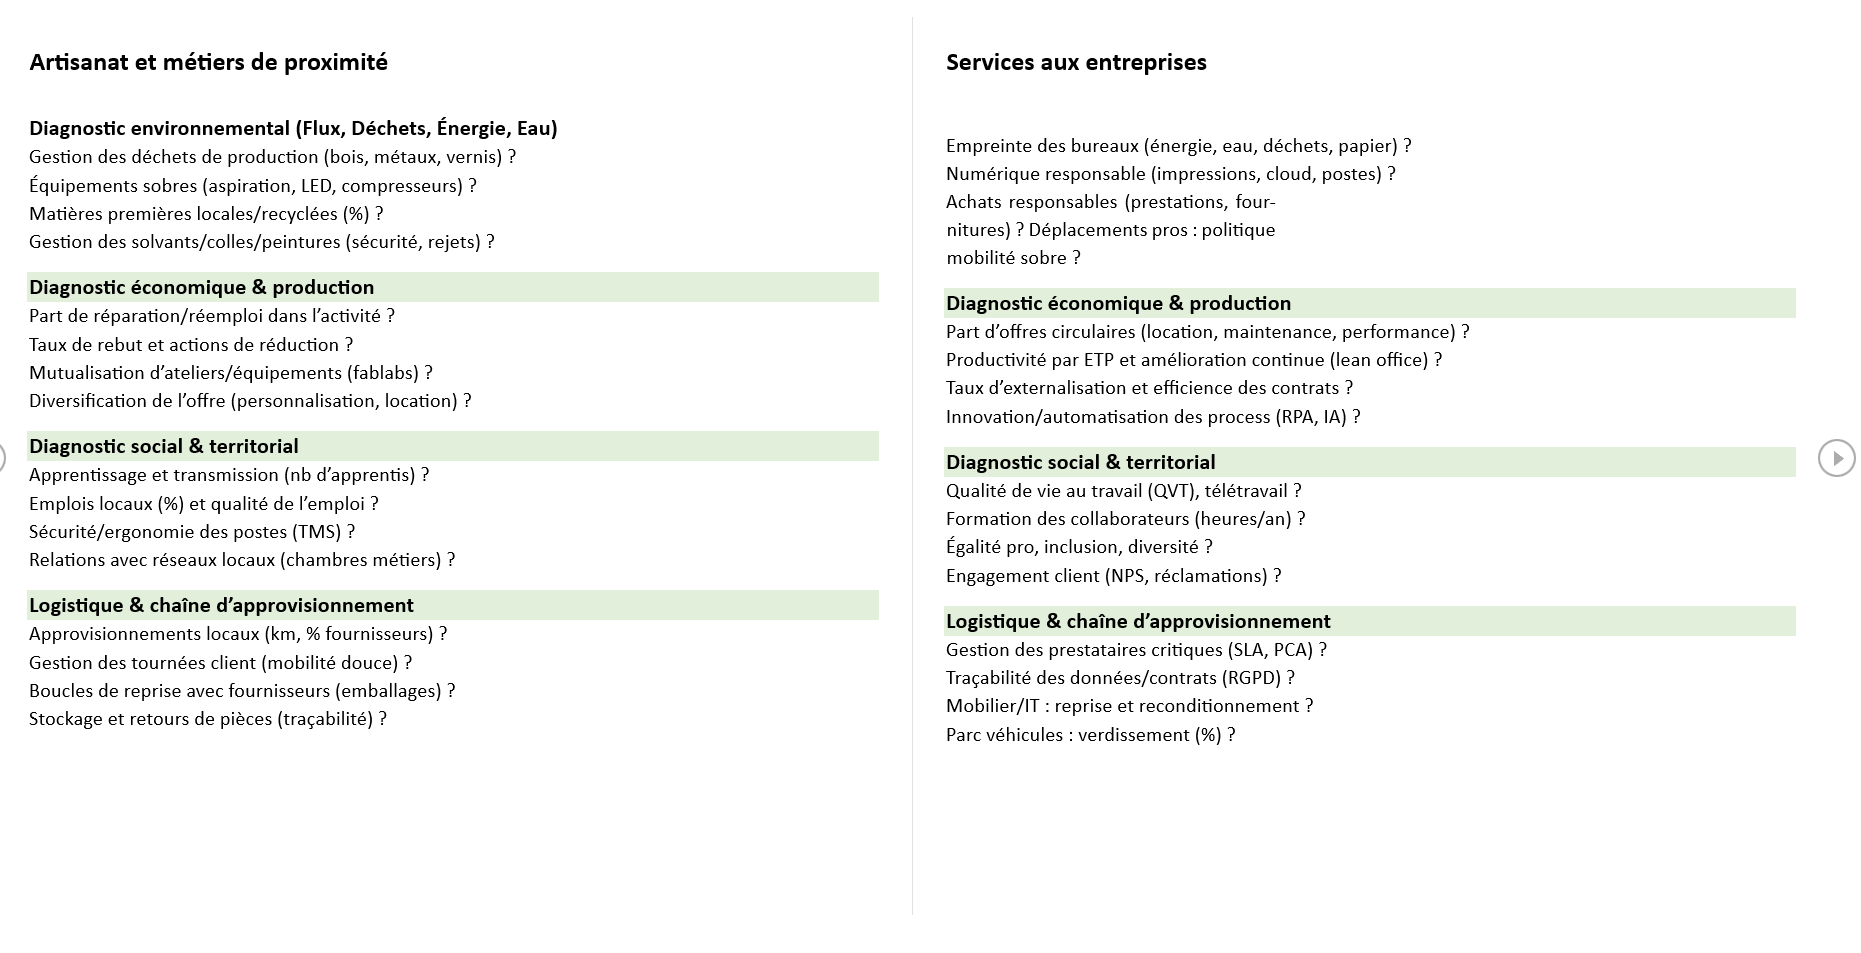 Artisanat et métiers de proximité
Diagnostic environnemental (Flux, Déchets, Énergie, Eau)
Gestion des déchets de production (bois, métaux, vernis) ?
Équipements sobres (aspiration, LED, compresseurs) ?
Matières premières locales/recyclées (%) ?
Gestion des solvants/colles/peintures (sécurité, rejets) ?
Diagnostic économique & production
Part de réparation/réemploi dans l’activité ?
Taux de rebut et actions de réduction ?
Mutualisation d’ateliers/équipements (fablabs) ?
Diversification de l’offre (personnalisation, location) ?
Diagnostic social & territorial
Apprentissage et transmission (nb d’apprentis) ?
Emplois locaux (%) et qualité de l’emploi ?
Sécurité/ergonomie des postes (TMS) ?
Relations avec réseaux locaux (chambres métiers) ?
Logistique & chaîne d’approvisionnement
Approvisionnements locaux (km, % fournisseurs) ?
Gestion des tournées client (mobilité douce) ?
Boucles de reprise avec fournisseurs (emballages) ?
Stockage et retours de pièces (traçabilité) ?
Services aux entreprises
Empreinte des bureaux (énergie, eau, déchets, papier) ?
Numérique responsable (impressions, cloud, postes) ?
Achats responsables (prestations, four-
nitures) ? Déplacements pros : politique
mobilité sobre ?
Diagnostic économique & production
Part d’offres circulaires (location, maintenance, performance) ?
Productivité par ETP et amélioration continue (lean office) ?
Taux d’externalisation et efficience des contrats ?
Innovation/automatisation des process (RPA, IA) ?
Diagnostic social & territorial
Qualité de vie au travail (QVT), télétravail ?
Formation des collaborateurs (heures/an) ?
Égalité pro, inclusion, diversité ?
Engagement client (NPS, réclamations) ?
Logistique & chaîne d’approvisionnement
Gestion des prestataires critiques (SLA, PCA) ?
Traçabilité des données/contrats (RGPD) ?
Mobilier/IT : reprise et reconditionnement ?
Parc véhicules : verdissement (%) ?